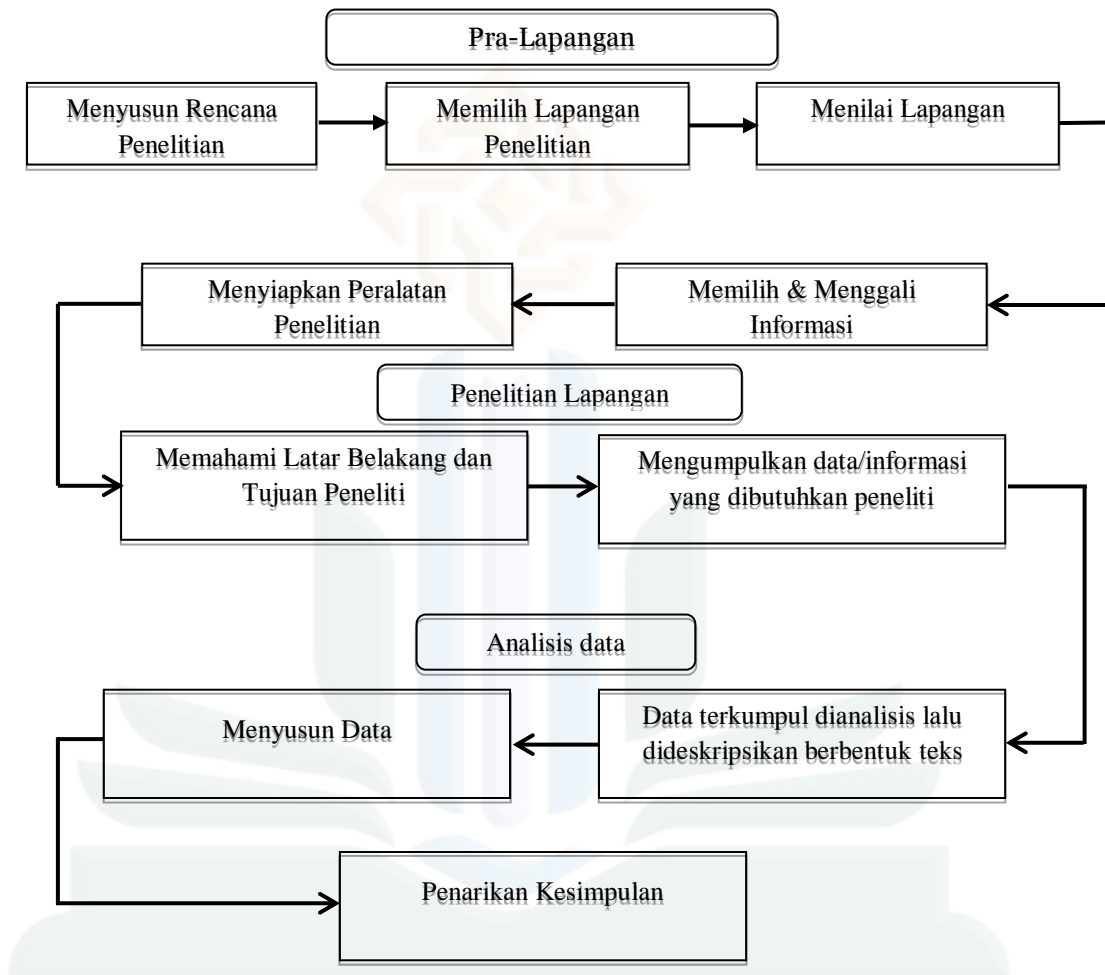 Pra-Lapangan
Menyusun Rencana
Penelitian
Memilih Lapangan
Penelitian
Menilai Lapangan
Memilih & Menggali
Informasi
Menyiapkan Peralatan
Penelitian
Penelitian Lapangan
Memahami Latar Belakang dan
Tujuan Peneliti
Mengumpulkan data/informasi
yang dibutuhkan peneliti
Analisis data
Data terkumpul dianalisis lalu
dideskripsikan berbentuk teks
Menyusun Data
Penarikan Kesimpulan